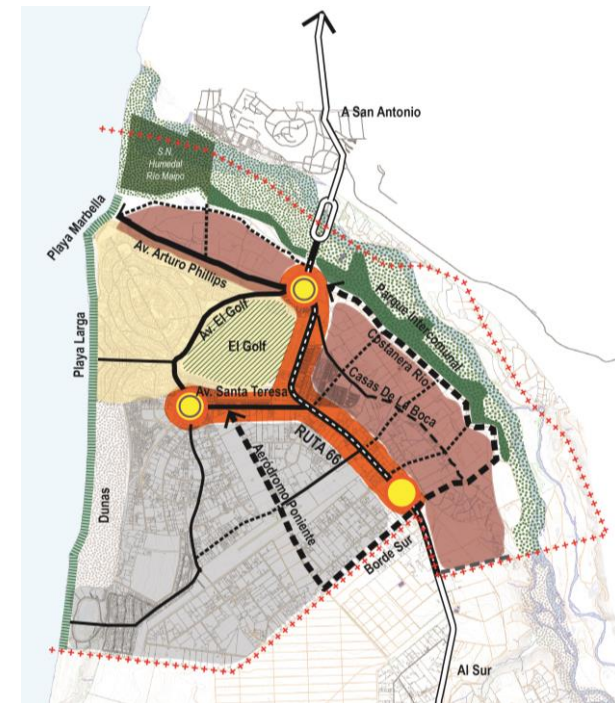 A San Antonio
S.N.
Humedal
Río Maipo
Playa Marbella
Av. Arturo Phillips
Parque Intercomunal
Av. El Golf
Costanera Río
Playa Larga
El Golf
Casas De La Boca
Av. Santa Teresa
RUTA 66
Aeródromo Poniente
Dunas
Borde Sur
Al Sur